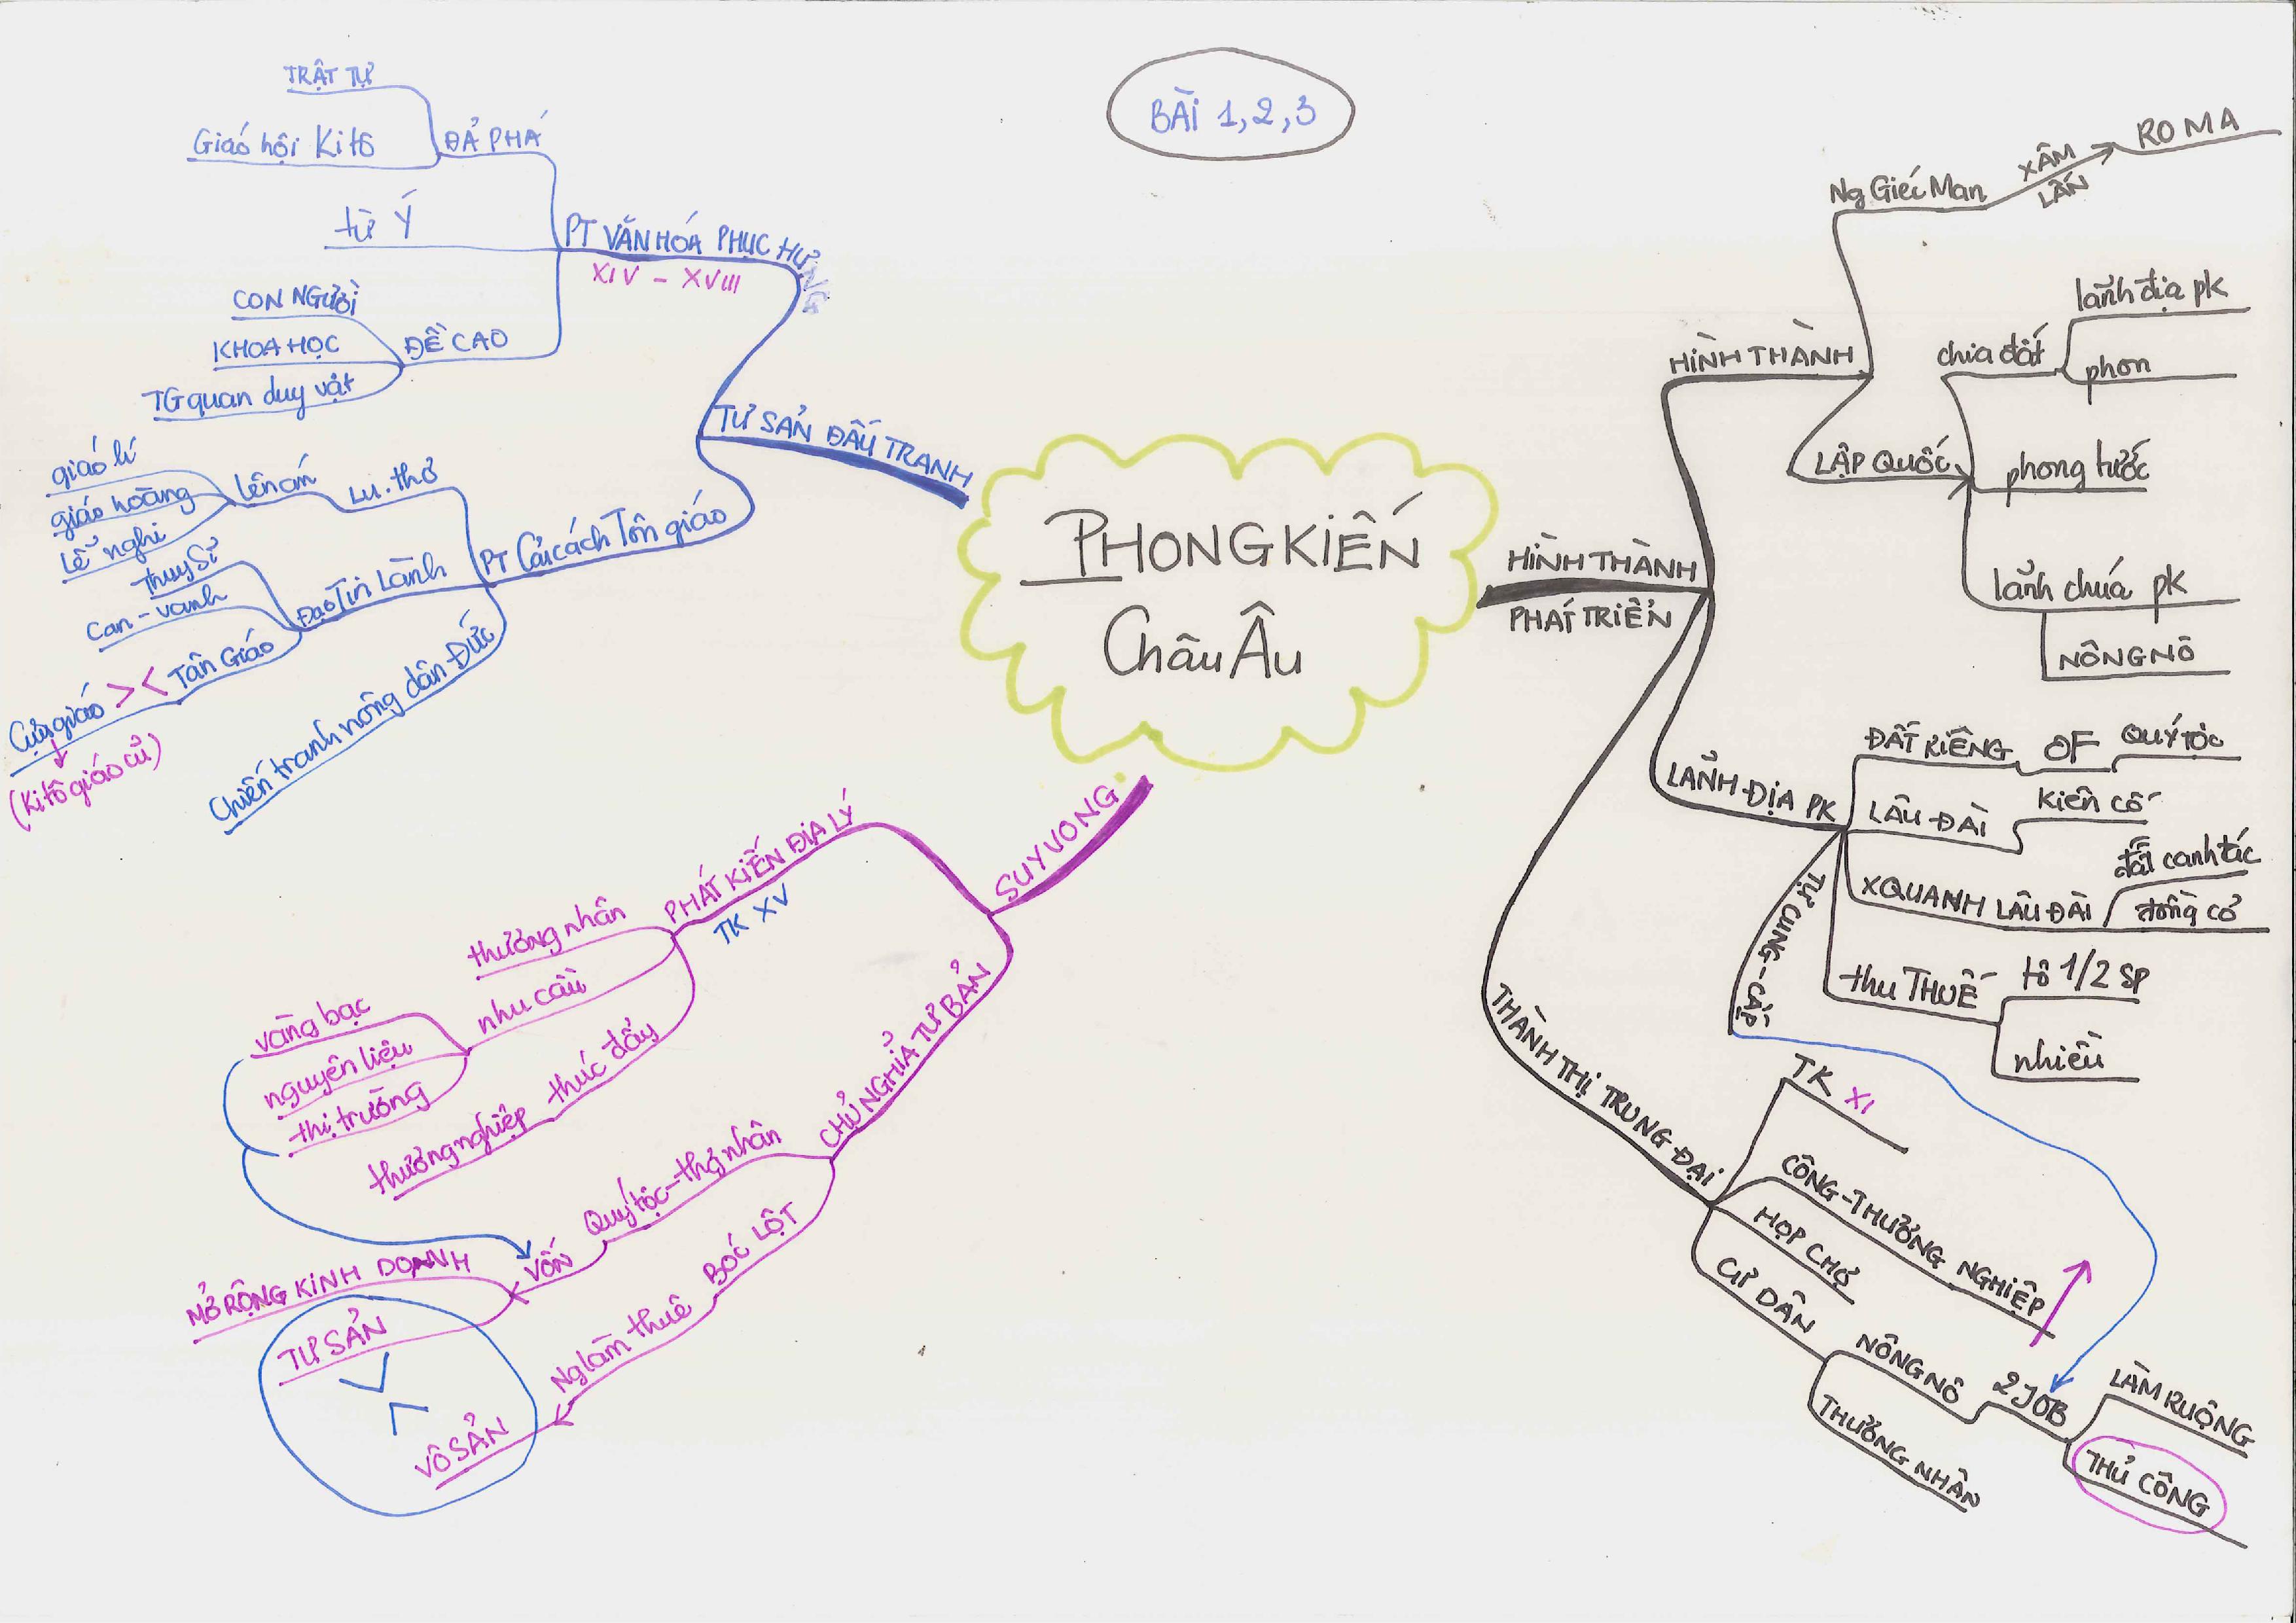 BÀI 1,2,3
PHONG KIẾN
Châu Âu
HÌNH THÀNH
PHÁT TRIỂN
HÌNH THÀNH
Ng Giéc Man
XÂM
LẤN
ROMA
LẬP QUỐC
chia đất
lãnh địa pk
phon
phong tước
lãnh chúa pk
NÔNG NÔ
LÃNH ĐỊA PK
ĐẤT RIÊNG OF QUÝ TỘC
LÂU ĐÀI
kiên cố
XQUANH LÂU ĐÀI
đất canh tác
đồng cỏ
thu THUẾ
tô 1/2 SP
nhiều
TỰ CUNG-CẤP
THÀNH THỊ TRUNG ĐẠI
TK XI
CÔNG-THƯƠNG NGHIỆP
HỌP CHỢ
CƯ DÂN
NÔNG NÔ
2 JOB
LÀM RUỘNG
THỦ CÔNG
THƯƠNG NHÂN
SUY VONG
PHÁT KIẾN ĐỊA LÝ
TK XV
thương nhân
nhu cầu
vàng bạc
nguyên liệu
thị trường
thương nghiệp thúc đẩy
CHỦ NGHỈA TƯ BẢN
Quý tộc-thg nhân
VỐN
MỞ RỘNG KINH DOANH
TƯ SẢN
BÓC LỘT
Ng làm thuê
VÔ SẢN
TƯ SẢN ĐẤU TRANH
PT VĂN HÓA PHỤC HƯNG
XIV - XVIII
ĐẢ PHÁ
TRẬT TỰ
Giáo hội Kitô
từ Ý
ĐỀ CAO
CON NGƯỜI
KHOA HỌC
TG quan duy vật
PT Cải cách Tôn giáo
Lu.thơ
Lên án
giáo lí
giáo hoàng
Lễ nghi
Đạo Tin Lành
Thụy Sỉ
Can-vanh
Tân Giáo
> <
Cựu giáo
(Kitô giáo củ)
Chiến tranh nông dân Đức